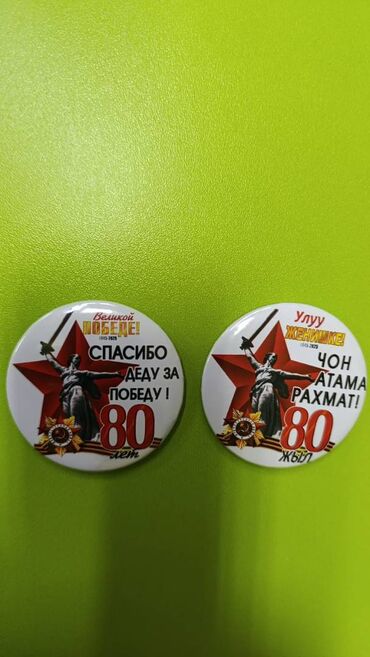 Великой
ПОБЕДЕ!
1945-2025
СПАСИБО
ДЕДУ ЗА
ПОБЕДУ !
80
лет
Улуу
ЖЕҢИШКЕ!
1945-2025
ЧОН
АТАМА
РАХМАТ!
80
ЖЫЛ